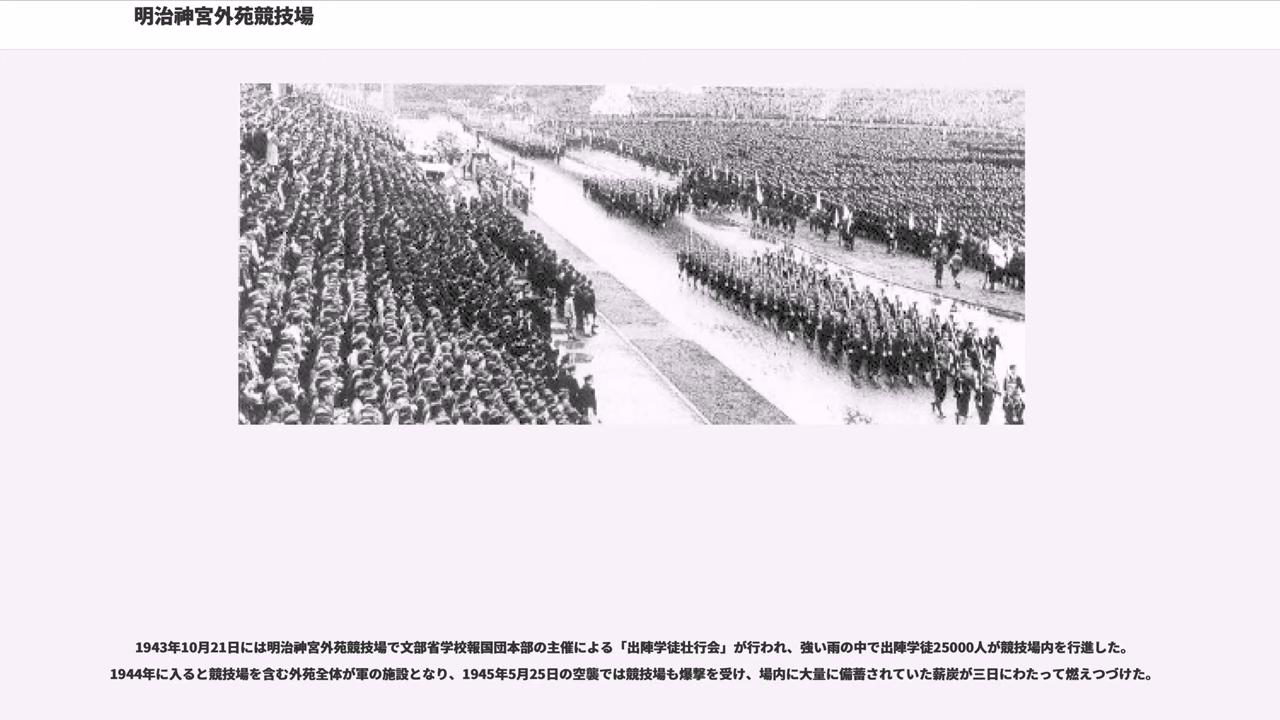 明治神宮外苑競技場
1943年10月21日には明治神宮外苑競技場で文部省学校報国団本部の主催による「出陣学徒壮行会」が行われ、強い雨の中で出陣学徒25000人が競技場内を行進した。
1944年に入ると競技場を含む外苑全体が軍の施設となり、1945年5月25日の空襲では競技場も爆撃を受け、場内に大量に備蓄されていた薪炭が三日にわたって燃えつづけた。